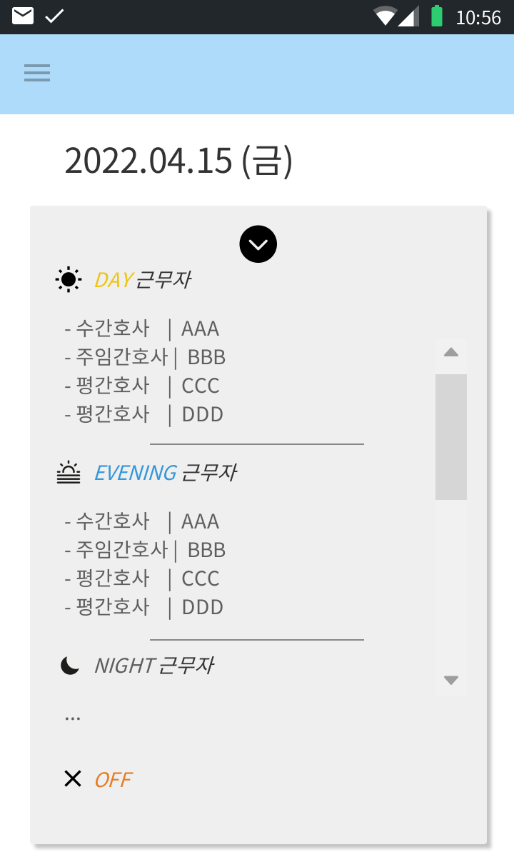 10:56
2022.04.15 (금)
DAY 근무자
- 수간호사 | AAA
- 주임간호사 | BBB
- 평간호사 | CCC
- 평간호사 | DDD
EVENING 근무자
- 수간호사 | AAA
- 주임간호사 | BBB
- 평간호사 | CCC
- 평간호사 | DDD
NIGHT 근무자
...
OFF